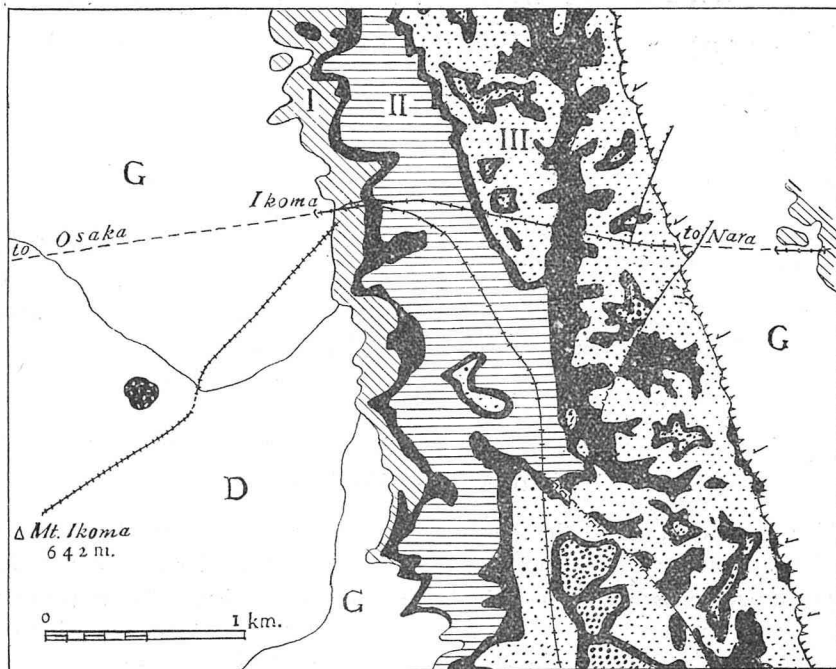 I
II
III
G
Ikoma
to Osaka
to Nara
G
D
△ Mt. Ikoma
642 m.
G
0 1 km.